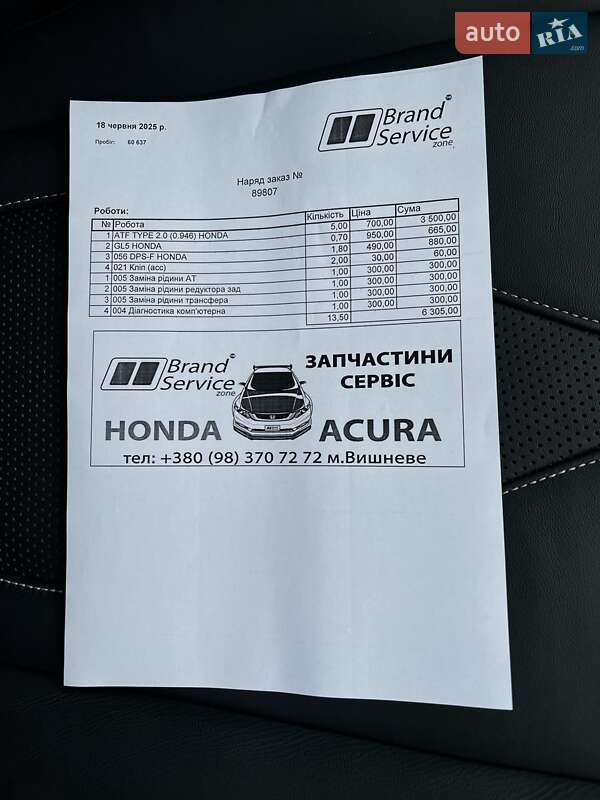 auto RIA .com
18 червня 2025 р.
Brand Service zone
Пробіг: 60 637
Наряд заказ №
89807
Роботи:
№ Робота Кількість Ціна Сума
1 ATF TYPE 2.0 (0.946) HONDA 5,00 700,00 3 500,00
2 GL5 HONDA 0,70 950,00 665,00
3 056 DPS-F HONDA 1,80 490,00 880,00
4 021 Кліп (acc) 2,00 30,00 60,00
1 005 Заміна рідини АТ 1,00 300,00 300,00
2 005 Заміна рідини редуктора зад 1,00 300,00 300,00
3 005 Заміна рідини трансфера 1,00 300,00 300,00
4 004 Діагностика комп'ютерна 1,00 300,00 300,00
13,50 6 305,00
Brand Service zone
ЗАПЧАСТИНИ
СЕРВІС
HONDA ACURA
тел: +380 (98) 370 72 72 м.Вишневе